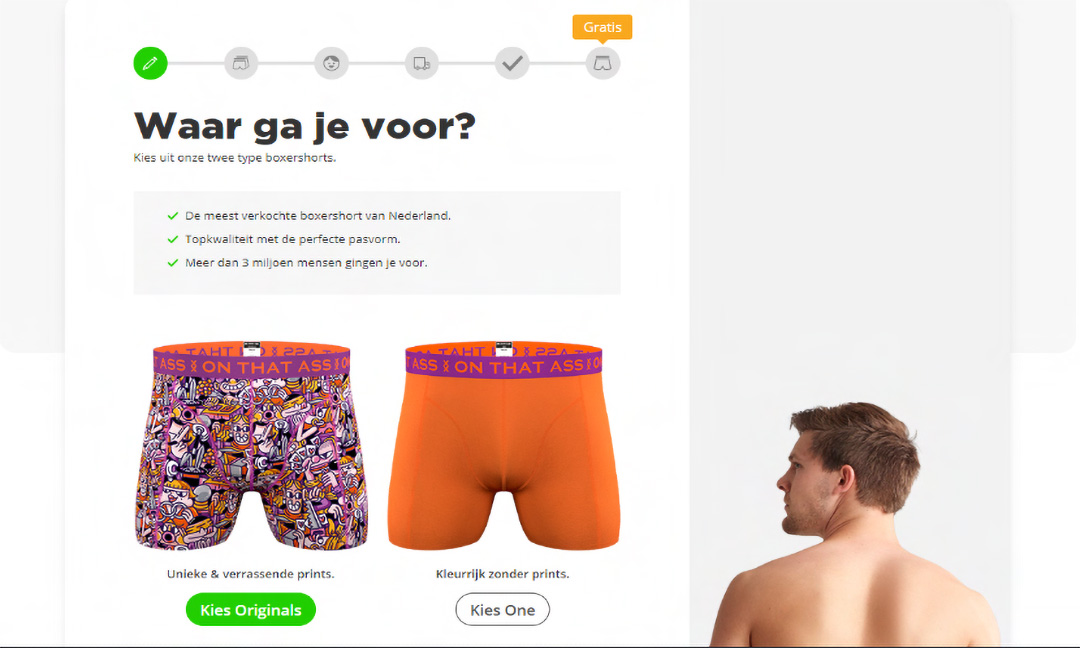 Gratis
Waar ga je voor?
Kies uit onze twee type boxershorts.
De meest verkochte boxershort van Nederland.
Topkwaliteit met de perfecte pasvorm.
Meer dan 3 miljoen mensen gingen je voor.
ASS ON THAT ASS
ASS ON THAT ASS
Unieke & verrassende prints.
Kleurrijk zonder prints.
Kies Originals
Kies One